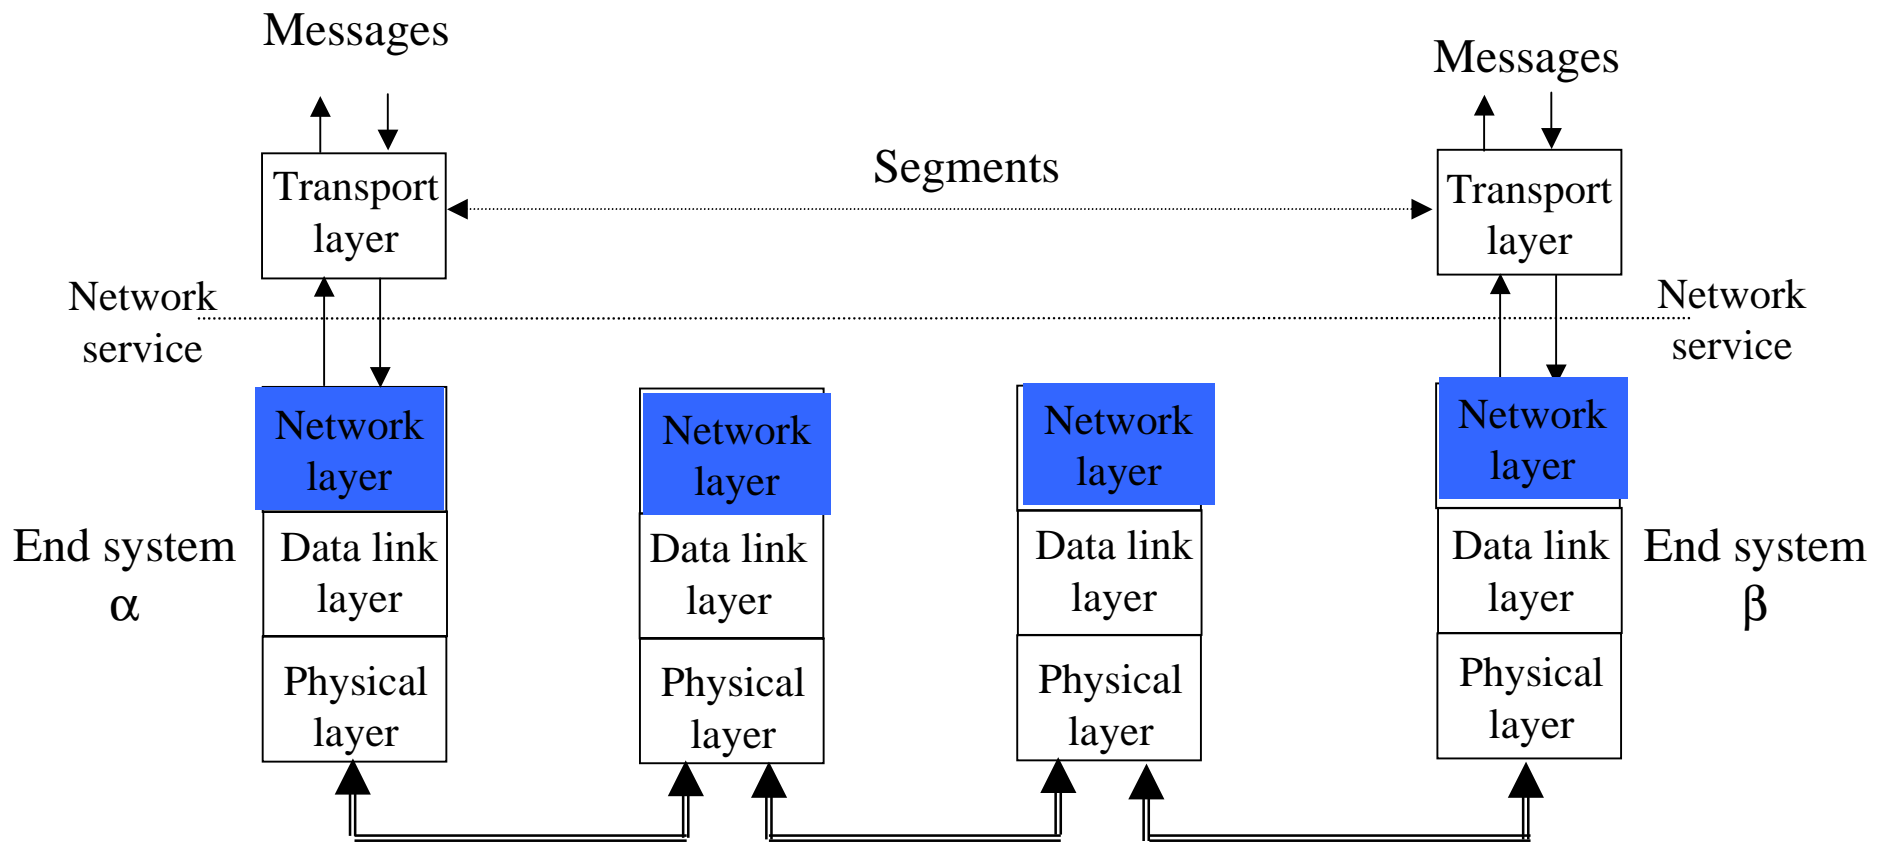 Messages
Messages
Segments
Transport
layer
Transport
layer
Network
service
Network
service
Network
layer
Network
layer
Network
layer
Network
layer
End system
α
Data link
layer
Data link
layer
Data link
layer
Data link
layer
End system
β
Physical
layer
Physical
layer
Physical
layer
Physical
layer